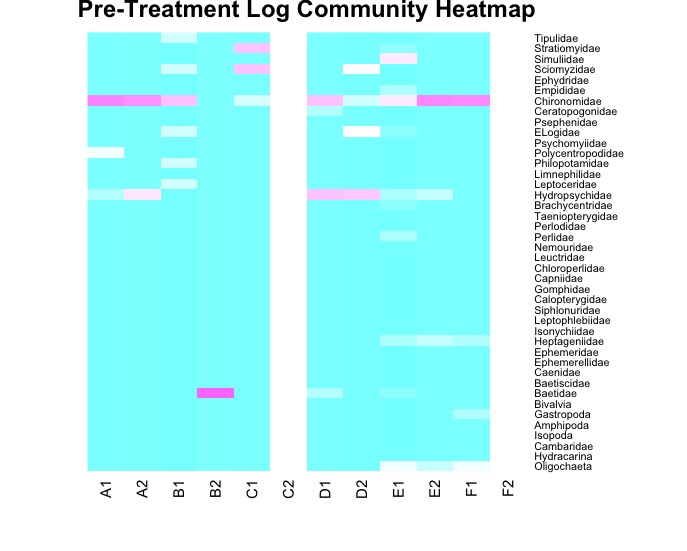 Pre-Treatment Log Community Heatmap
Tipulidae
Stratiomyidae
Simuliidae
Sciomyzidae
Ephydridae
Empididae
Chironomidae
Ceratopogonidae
Psephenidae
ELogidae
Psychomyiidae
Polycentropodidae
Philopotamidae
Limnephilidae
Leptoceridae
Hydropsychidae
Brachycentridae
Taeniopterygidae
Perlodidae
Perlidae
Nemouridae
Leuctridae
Chloroperlidae
Capniidae
Gomphidae
Calopterygidae
Siphlonuridae
Leptophlebiidae
Isonychiidae
Heptageniidae
Ephemeridae
Ephemerellidae
Caenidae
Baetiscidae
Baetidae
Bivalvia
Gastropoda
Amphipoda
Isopoda
Cambaridae
Hydracarina
Oligochaeta
A1 A2 B1 B2 C1 C2 D1 D2 E1 E2 F1 F2